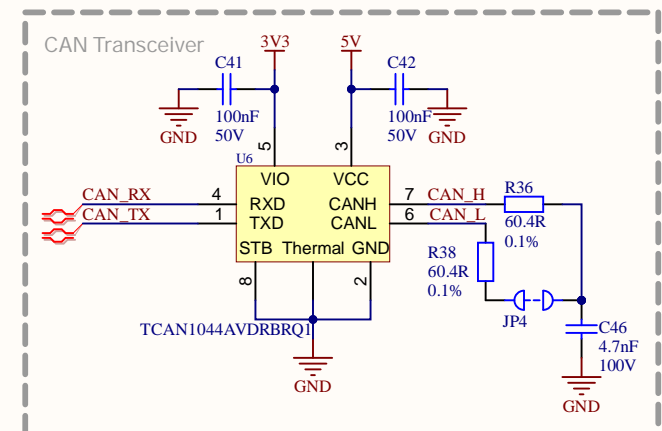 CAN Transceiver
3V3
5V
C41
C42
100nF
50V
100nF
50V
GND
GND
5
3
U6
VIO
VCC
CAN_RX
4
RXD
CANH
7
CAN_H
R36
CAN_TX
1
TXD
CANL
6
CAN_L
60.4R
0.1%
STB
Thermal
GND
R38
60.4R
0.1%
8
2
JP4
TCAN1044AVDRBRQ1
C46
4.7nF
100V
GND
GND